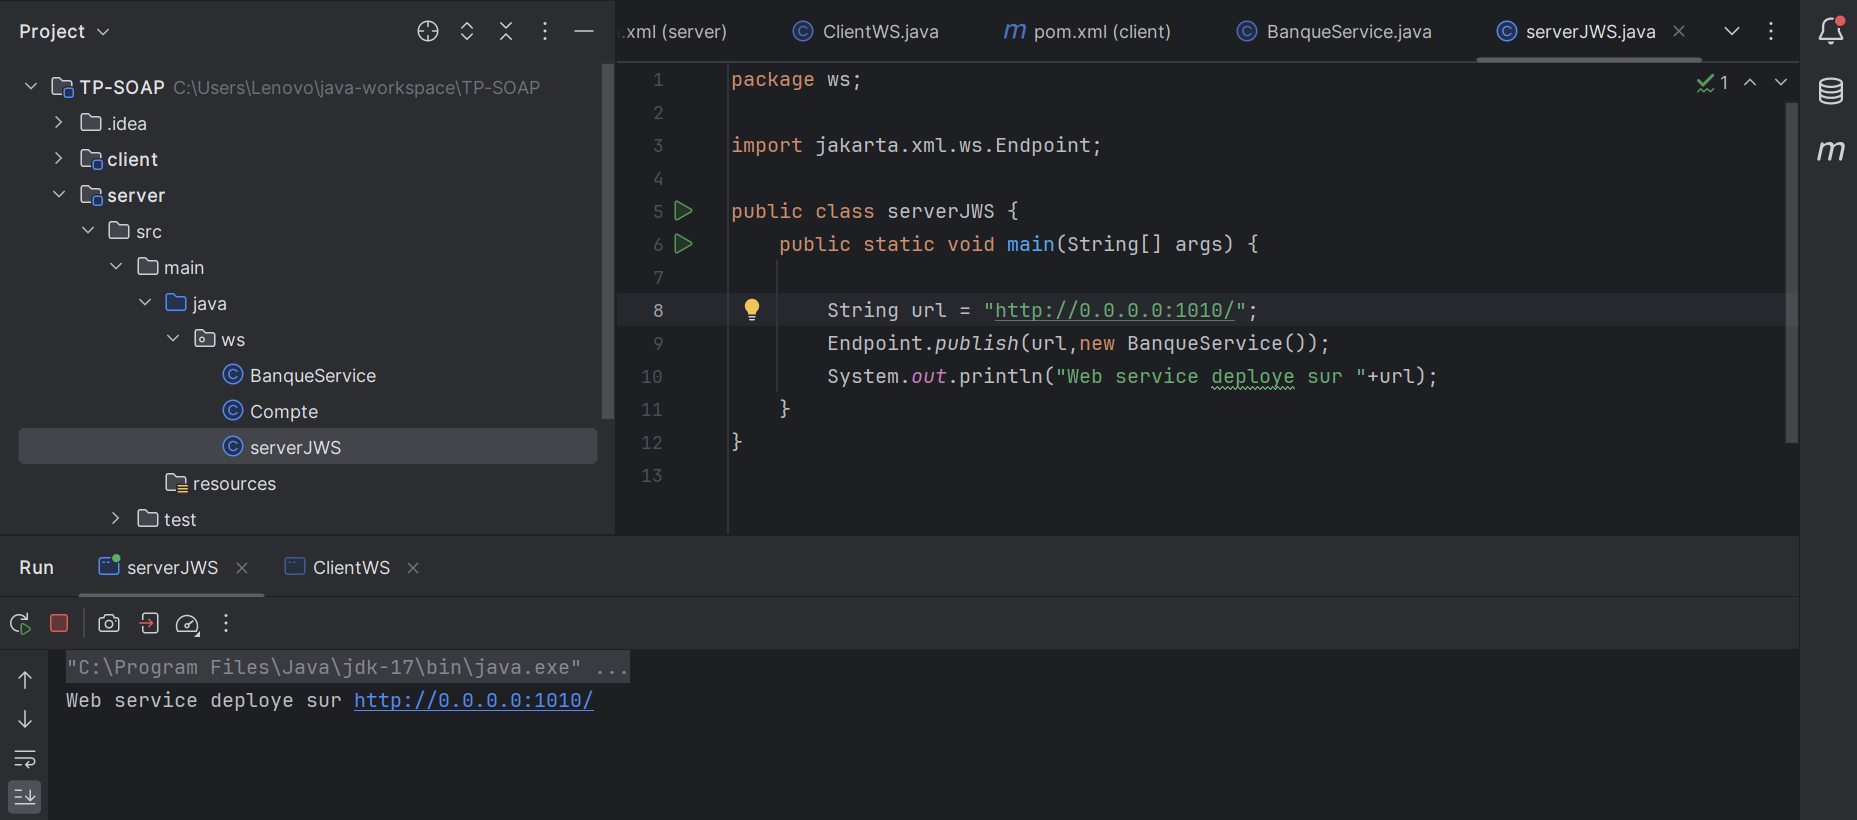 Project
TP-SOAP C:\Users\Lenovo\java-workspace\TP-SOAP
.idea
client
server
src
main
java
ws
BanqueService
Compte
serverJWS
resources
test
.xml (server)
ClientWS.java
m pom.xml (client)
BanqueService.java
serverJWS.java
1 package ws;
2
3 import jakarta.xml.ws.Endpoint;
4
5 public class serverJWS {
6 public static void main(String[] args) {
7
8 String url = "http://0.0.0.0:1010/";
9 Endpoint.publish(url,new BanqueService());
10 System.out.println("Web service deploye sur "+url);
11 }
12 }
13
1
m
Run
serverJWS
ClientWS
"C:\Program Files\Java\jdk-17\bin\java.exe" ...
Web service deploye sur http://0.0.0.0:1010/